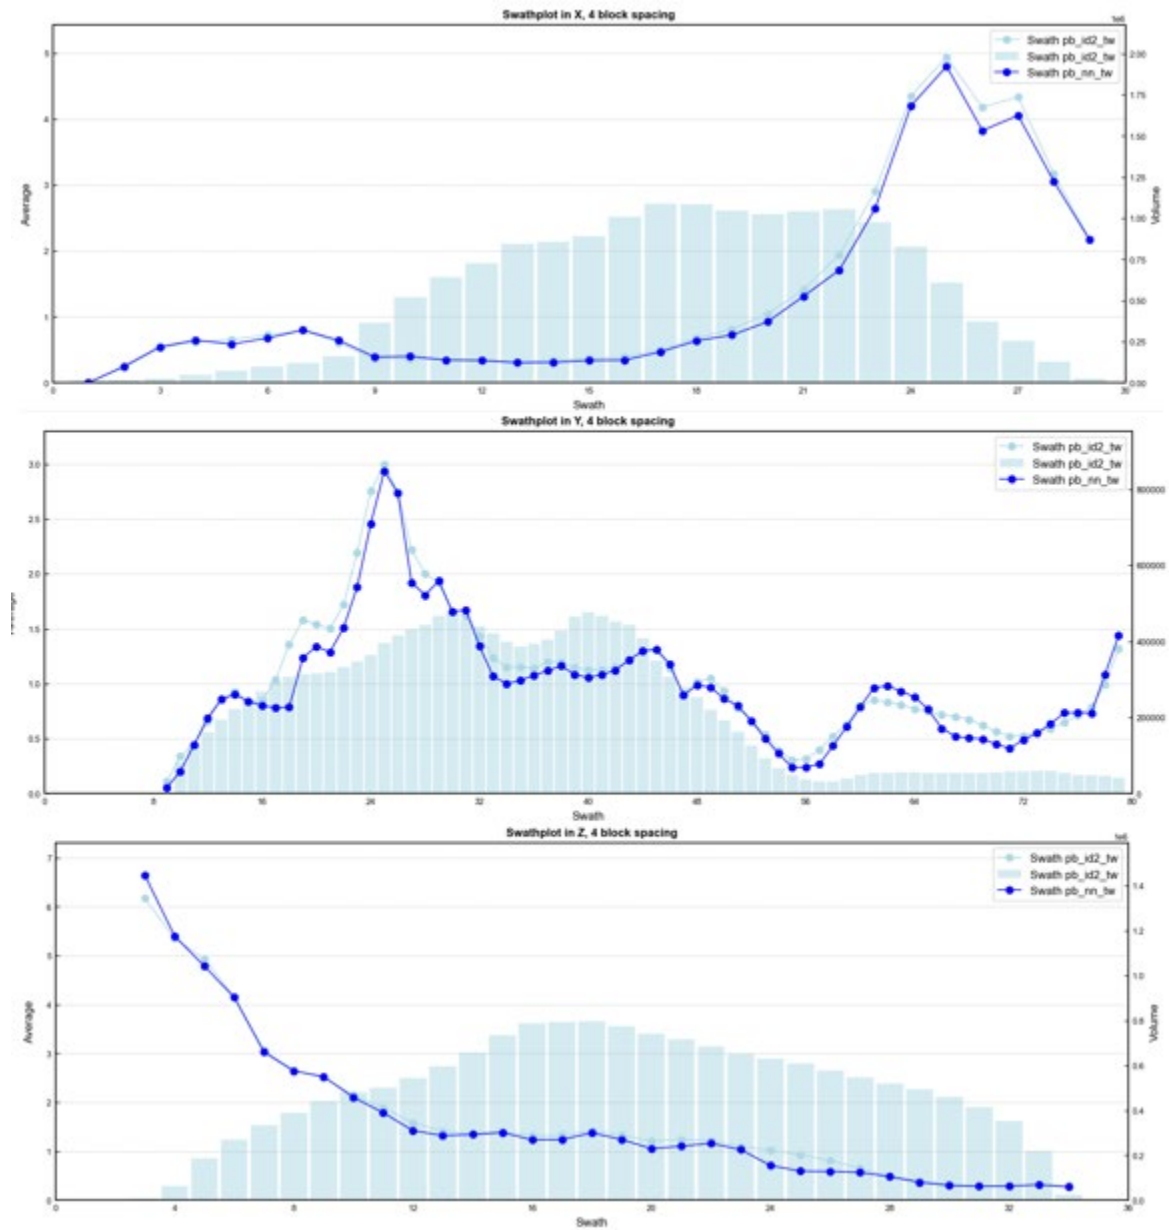 Swathplot in X, 4 block spacing
1e6
Swath pb_id2_tw
Swath pb_id2_tw
Swath pb_nn_tw
5
4
3
2
1
0
Average
2.00
1.75
1.50
1.25
1.00
0.75
0.50
0.25
0.00
Volume
0 3 6 9 12 15 18 21 24 27 30
Swath
Swathplot in Y, 4 block spacing
Swath pb_id2_tw
Swath pb_id2_tw
Swath pb_nn_tw
3.0
2.5
2.0
1.5
1.0
0.5
0.0
800000
600000
400000
200000
0
0 8 16 24 32 40 48 56 64 72 80
Swath
Swathplot in Z, 4 block spacing
1e6
Swath pb_id2_tw
Swath pb_id2_tw
Swath pb_nn_tw
7
6
5
4
3
2
1
0
Average
1.4
1.2
1.0
0.8
0.6
0.4
0.2
0.0
Volume
0 4 8 12 16 20 24 28 32 36
Swath